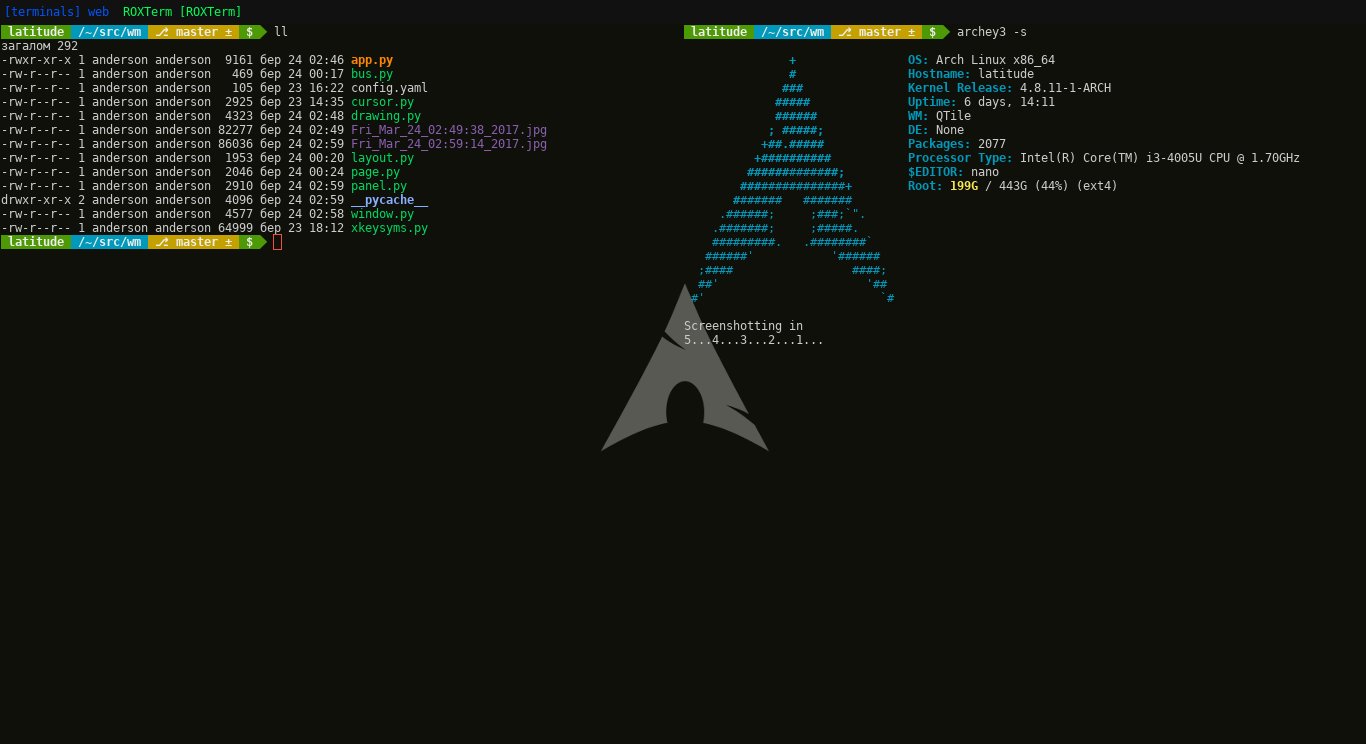 [terminals] web  ROXTerm [ROXTerm]
latitude /~/src/wm ⎇ master ± $ ll
загалом 292
-rwxr-xr-x 1 anderson anderson  9161 бер 24 02:46 app.py
-rw-r--r-- 1 anderson anderson   469 бер 24 00:17 bus.py
-rw-r--r-- 1 anderson anderson   105 бер 23 16:22 config.yaml
-rw-r--r-- 1 anderson anderson  2925 бер 23 14:35 cursor.py
-rw-r--r-- 1 anderson anderson  4323 бер 24 02:48 drawing.py
-rw-r--r-- 1 anderson anderson 82277 бер 24 02:49 Fri_Mar_24_02:49:38_2017.jpg
-rw-r--r-- 1 anderson anderson 86036 бер 24 02:59 Fri_Mar_24_02:59:14_2017.jpg
-rw-r--r-- 1 anderson anderson  1953 бер 24 00:20 layout.py
-rw-r--r-- 1 anderson anderson  2046 бер 24 00:24 page.py
-rw-r--r-- 1 anderson anderson  2910 бер 24 02:59 panel.py
drwxr-xr-x 2 anderson anderson  4096 бер 24 02:59 __pycache__
-rw-r--r-- 1 anderson anderson  4577 бер 24 02:58 window.py
-rw-r--r-- 1 anderson anderson 64999 бер 23 18:12 xkeysyms.py
latitude /~/src/wm ⎇ master ± $
latitude /~/src/wm ⎇ master ± $ archey3 -s
               +                OS: Arch Linux x86_64
               #                Hostname: latitude
              ###               Kernel Release: 4.8.11-1-ARCH
             #####              Uptime: 6 days, 14:11
             ######             WM: QTile
            ; #####;            DE: None
           +##.#####            Packages: 2077
          +##########           Processor Type: Intel(R) Core(TM) i3-4005U CPU @ 1.70GHz
         #############;         $EDITOR: nano
        ###############+        Root: 199G / 443G (44%) (ext4)
       #######   #######
     .######;     ;###;`".
    .#######;     ;#####.
    #########.   .########`
   ######'           '######
  ;####                 ####;
  ##'                     '##
 #'                         `#
Screenshotting in
5...4...3...2...1...